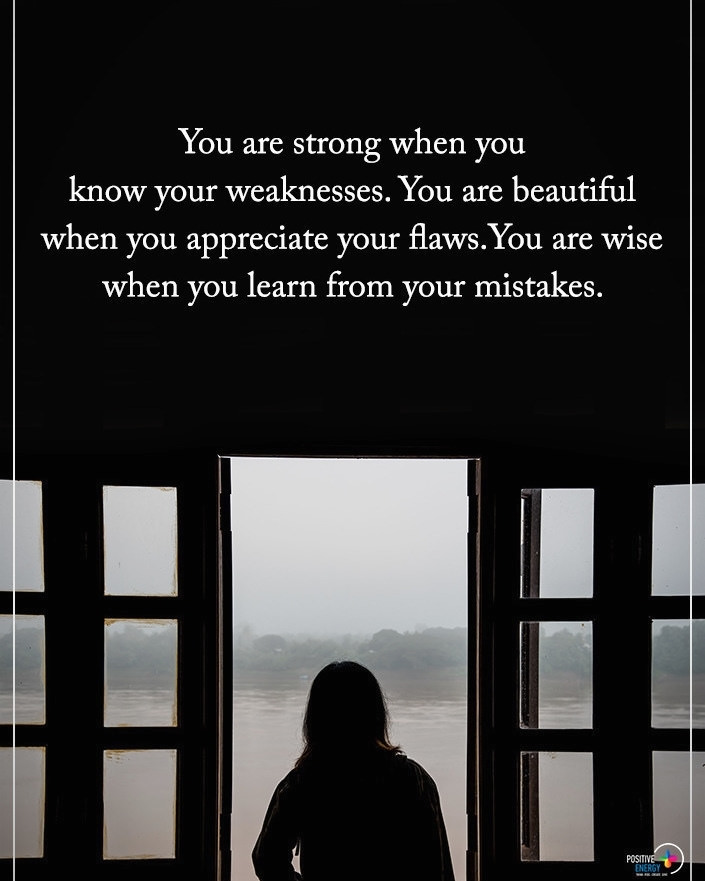 You are strong when you
know your weaknesses. You are beautiful
when you appreciate your flaws.You are wise
when you learn from your mistakes.
POSITIVE
ENERGY